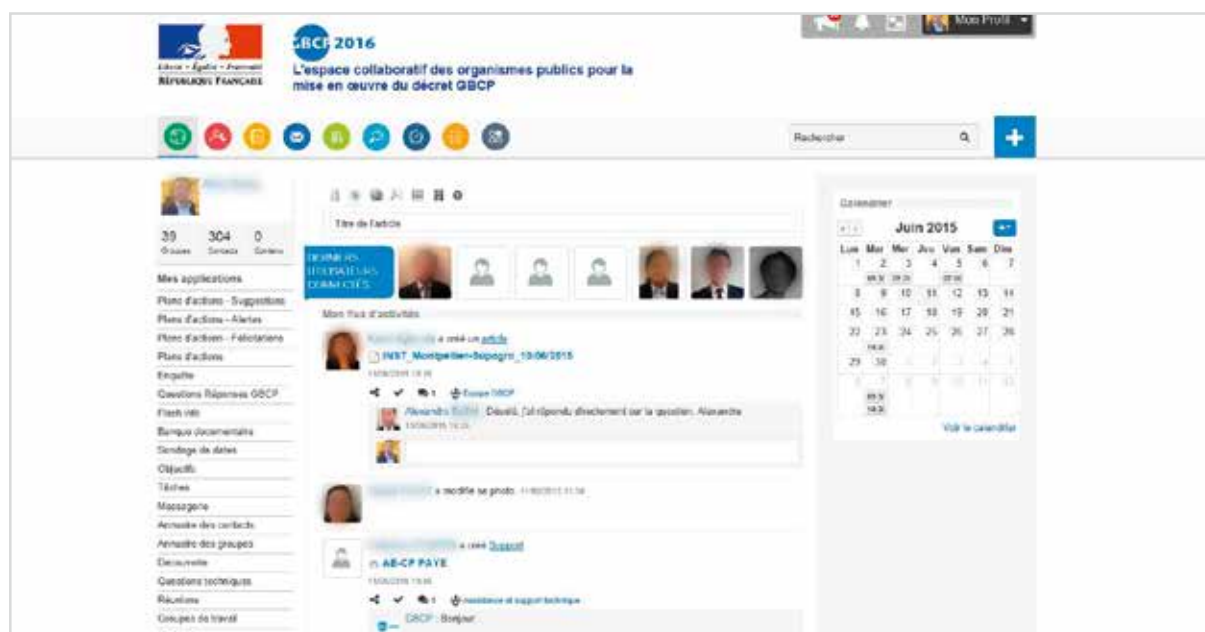 Liberté • Égalité • Fraternité
RÉPUBLIQUE FRANÇAISE
GBCP 2016
L'espace collaboratif des organismes publics pour la
mise en œuvre du décret GBCP
Mon Profil
Rechercher
39 304 0
Groupes Contacts Contenu
Mes applications
Plans d'actions - Suggestions
Plans d'actions - Alertes
Plans d'actions - Félicitations
Plans d'actions
Enquête
Questions Réponses GBCP
Flash info
Banque documentaire
Sondage de dates
Objectifs
Tâches
Messagerie
Annuaire des contacts
Annuaire des groupes
Découverte
Questions techniques
Réunions
Groupes de travail
Titre de l'article
DERNIERS
UTILISATEURS
CONNECTÉS
Mon flux d'activités
a créé un article
INST_Montpellier-Supagro_10/06/2015
1
Equipe GBCP
Alexandre : Désolé, j'ai répondu directement sur la question. Alexandre
a modifié sa photo
a créé Support
AE-CP PAYE
1
Assistance et support technique
GBCP : Bonjour
Calendrier
Juin 2015
Lun Mar Mer Jeu Ven Sam Dim
1 2 3 4 5 6 7
8 9 10 11 12 13 14
15 16 17 18 19 20 21
22 23 24 25 26 27 28
29 30
Voir le calendrier